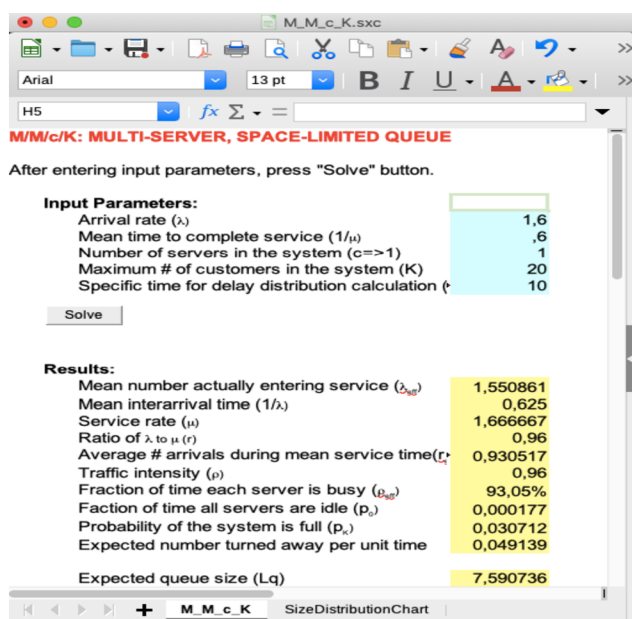 M_M_c_K.sxc
Arial 13 pt B I U A
H5 fx Σ =
M/M/c/K: MULTI-SERVER, SPACE-LIMITED QUEUE
After entering input parameters, press "Solve" button.
Input Parameters:
Arrival rate (λ) 1,6
Mean time to complete service (1/μ) ,6
Number of servers in the system (c=>1) 1
Maximum # of customers in the system (K) 20
Specific time for delay distribution calculation ( 10
Solve
Results:
Mean number actually entering service (λeff) 1,550861
Mean interarrival time (1/λ) 0,625
Service rate (μ) 1,666667
Ratio of λ to μ (r) 0,96
Average # arrivals during mean service time(r 0,930517
Traffic intensity (ρ) 0,96
Fraction of time each server is busy (ρeff) 93,05%
Faction of time all servers are idle (p₀) 0,000177
Probability of the system is full (pK) 0,030712
Expected number turned away per unit time 0,049139
Expected queue size (Lq) 7,590736
M_M_c_K SizeDistributionChart